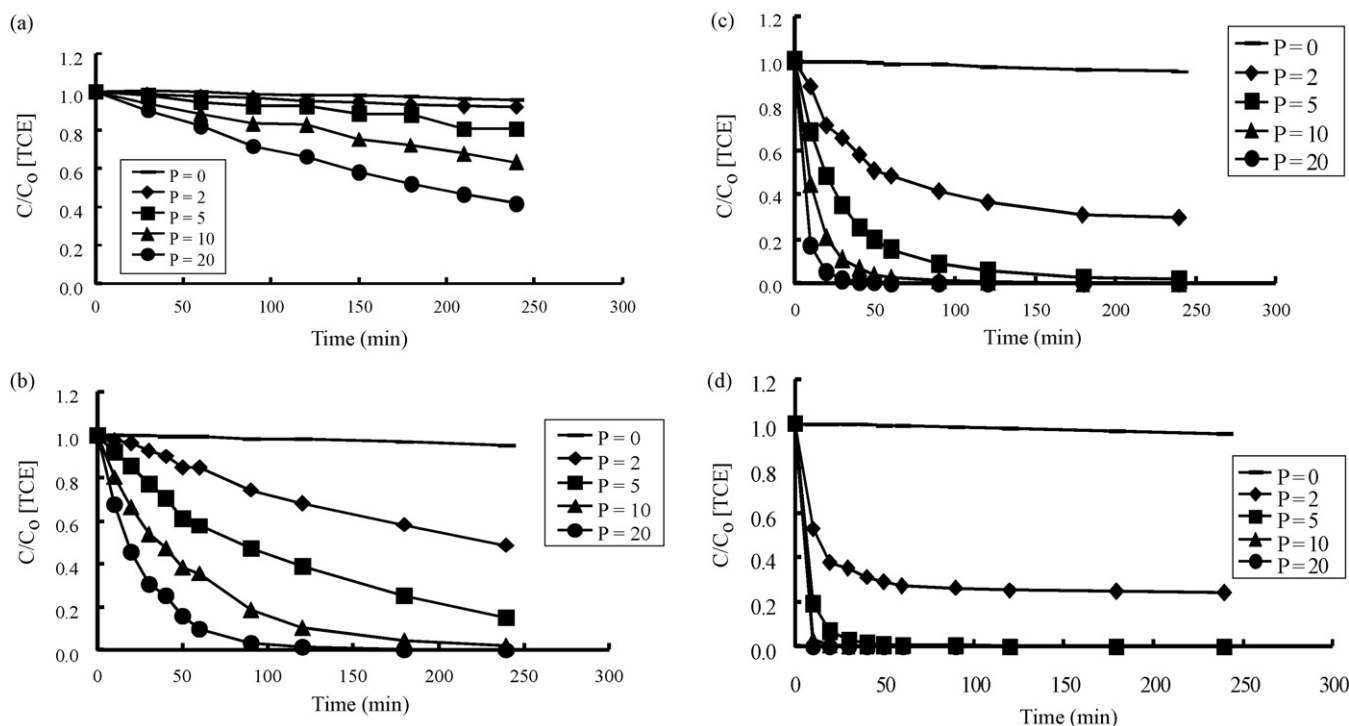 (a)
C/Co [TCE]
1.2
1.0
0.8
0.6
0.4
0.2
0.0
P = 0
P = 2
P = 5
P = 10
P = 20
0 50 100 150 200 250 300
Time (min)
(b)
C/Co [TCE]
1.2
1.0
0.8
0.6
0.4
0.2
0.0
P = 0
P = 2
P = 5
P = 10
P = 20
0 50 100 150 200 250 300
Time (min)
(c)
C/Co [TCE]
1.2
1.0
0.8
0.6
0.4
0.2
0.0
P = 0
P = 2
P = 5
P = 10
P = 20
0 50 100 150 200 250 300
Time (min)
(d)
C/Co [TCE]
1.2
1.0
0.8
0.6
0.4
0.2
0.0
P = 0
P = 2
P = 5
P = 10
P = 20
0 50 100 150 200 250 300
Time (min)